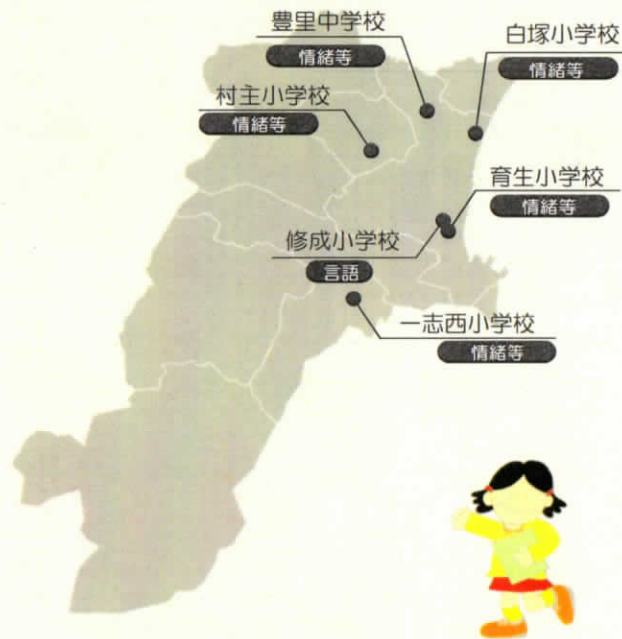 豊里中学校
情緒等
白塚小学校
情緒等
村主小学校
情緒等
育生小学校
情緒等
修成小学校
言語
一志西小学校
情緒等